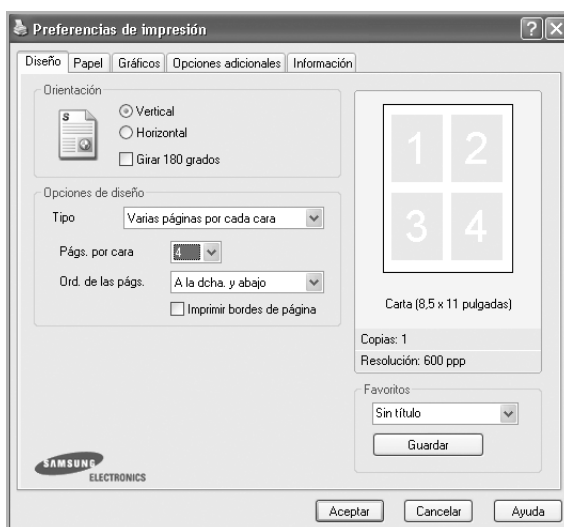 Preferencias de impresión
Diseño Papel Gráficos Opciones adicionales Información
Orientación
S
Vertical
Horizontal
Girar 180 grados
Opciones de diseño
Tipo Varias páginas por cada cara
Págs. por cara 4
Ord. de las págs. A la dcha. y abajo
Imprimir bordes de página
1 2
3 4
Carta (8,5 x 11 pulgadas)
Copias: 1
Resolución: 600 ppp
Favoritos
Sin título
Guardar
SAMSUNG
ELECTRONICS
Aceptar Cancelar Ayuda